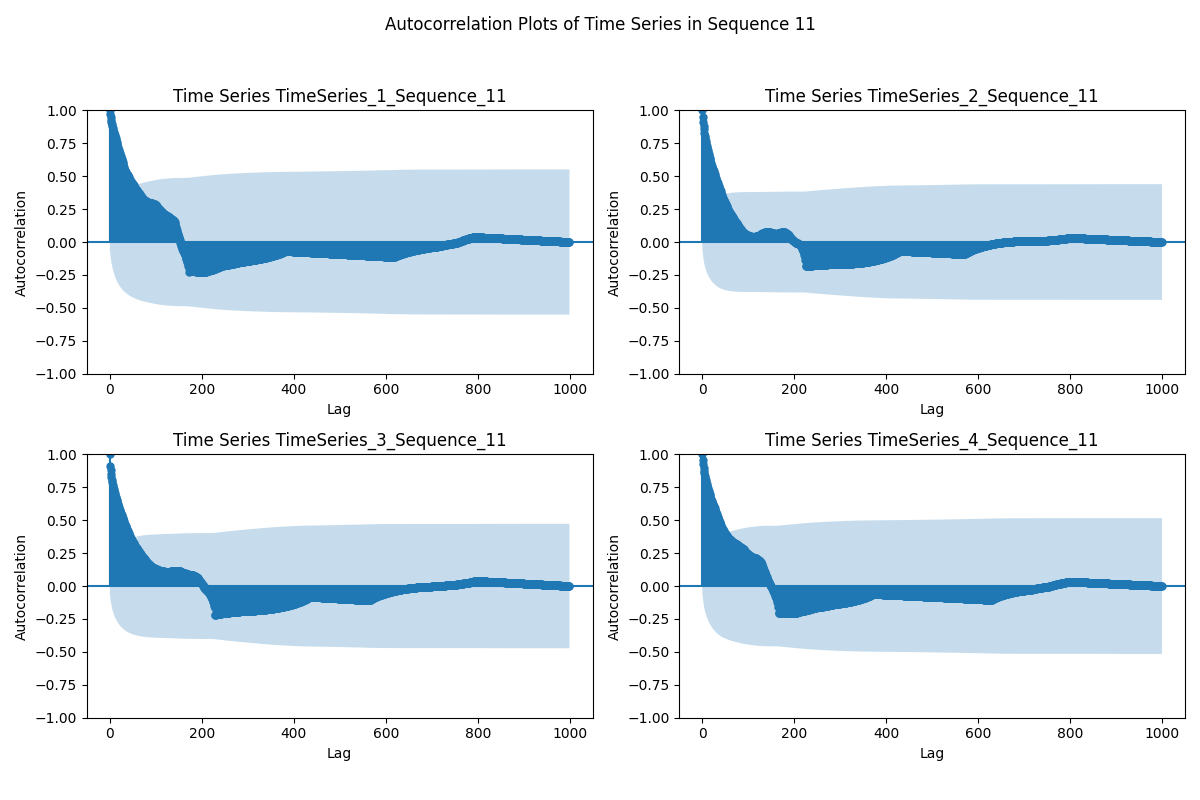 Autocorrelation Plots of Time Series in Sequence 11
Time Series TimeSeries_1_Sequence_11
1.00
0.75
0.50
0.25
0.00
−0.25
−0.50
−0.75
−1.00
Autocorrelation
0 200 400 600 800 1000
Lag
Time Series TimeSeries_2_Sequence_11
1.00
0.75
0.50
0.25
0.00
−0.25
−0.50
−0.75
−1.00
Autocorrelation
0 200 400 600 800 1000
Lag
Time Series TimeSeries_3_Sequence_11
1.00
0.75
0.50
0.25
0.00
−0.25
−0.50
−0.75
−1.00
Autocorrelation
0 200 400 600 800 1000
Lag
Time Series TimeSeries_4_Sequence_11
1.00
0.75
0.50
0.25
0.00
−0.25
−0.50
−0.75
−1.00
Autocorrelation
0 200 400 600 800 1000
Lag